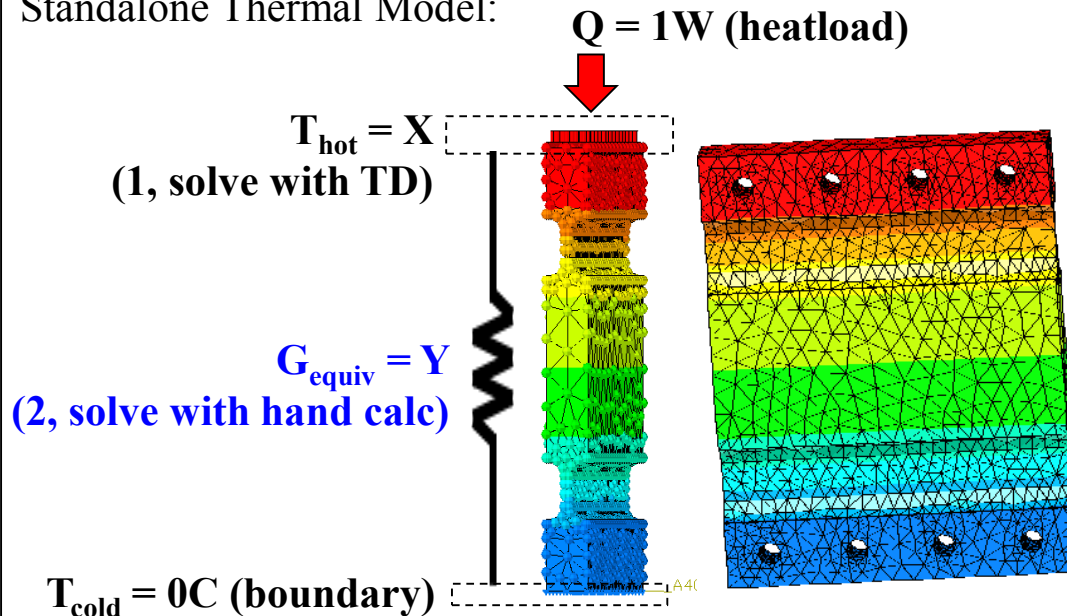 Standalone Thermal Model:
Q = 1W (heatload)
T_hot = X
(1, solve with TD)
G_equiv = Y
(2, solve with hand calc)
T_cold = 0C (boundary)